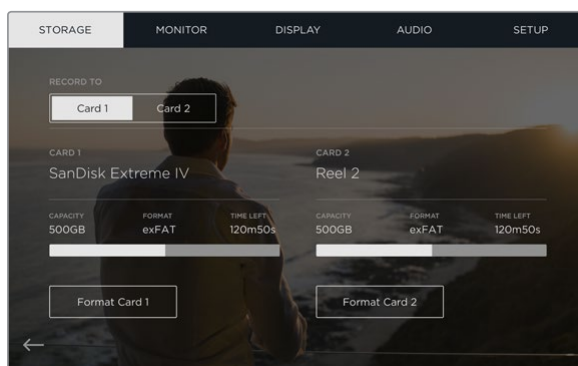 STORAGE MONITOR DISPLAY AUDIO SETUP
RECORD TO
Card 1 Card 2
CARD 1 CARD 2
SanDisk Extreme IV Reel 2
CAPACITY FORMAT TIME LEFT CAPACITY FORMAT TIME LEFT
500GB exFAT 120m50s 500GB exFAT 120m50s
Format Card 1 Format Card 2